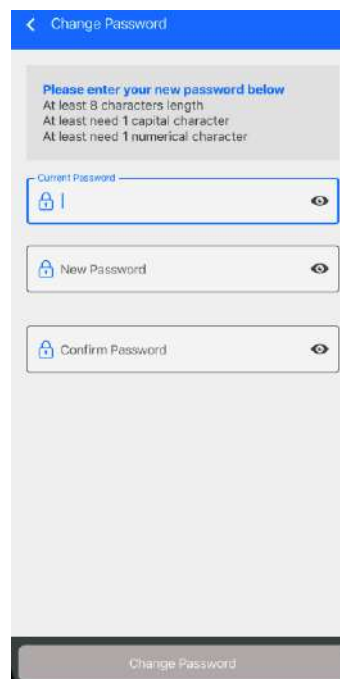 Change Password
Please enter your new password below
At least 8 characters length
At least need 1 capital character
At least need 1 numerical character
Current Password
New Password
Confirm Password
Change Password